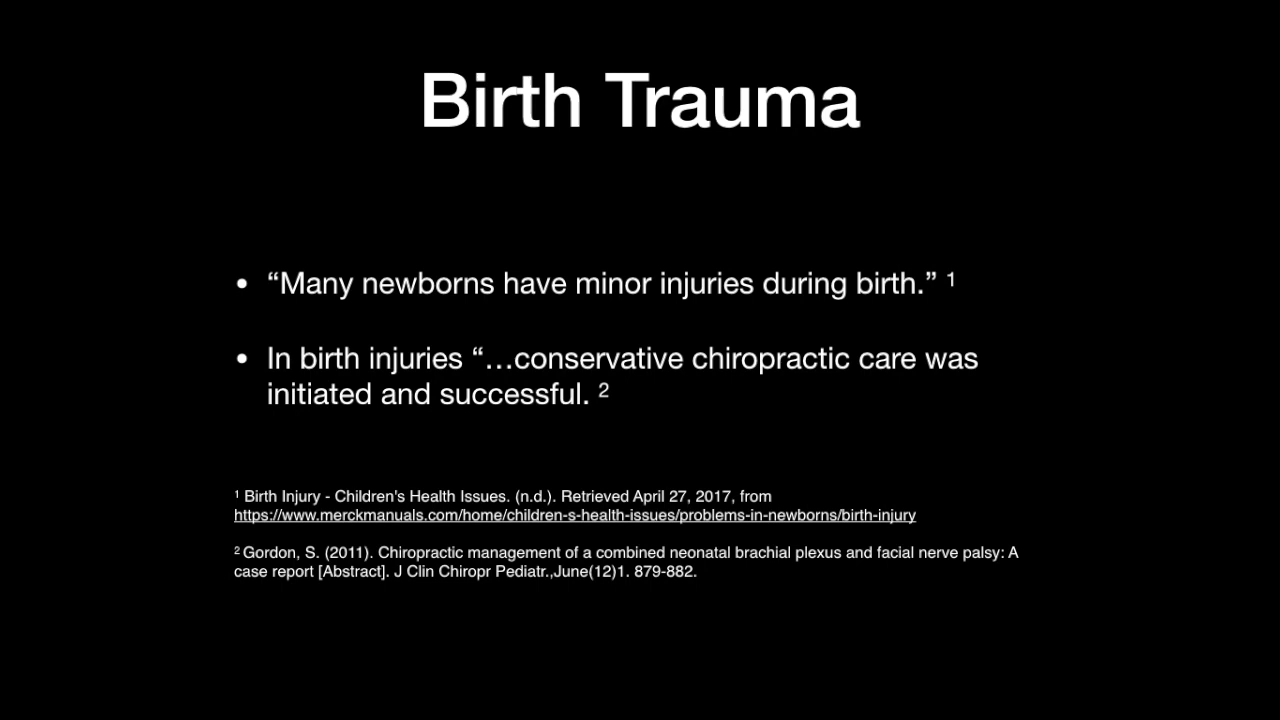 Birth Trauma
• “Many newborns have minor injuries during birth.” ¹
• In birth injuries “…conservative chiropractic care was
initiated and successful. ²
¹ Birth Injury - Children's Health Issues. (n.d.). Retrieved April 27, 2017, from
https://www.merckmanuals.com/home/children-s-health-issues/problems-in-newborns/birth-injury
² Gordon, S. (2011). Chiropractic management of a combined neonatal brachial plexus and facial nerve palsy: A
case report [Abstract]. J Clin Chiropr Pediatr.,June(12)1. 879-882.